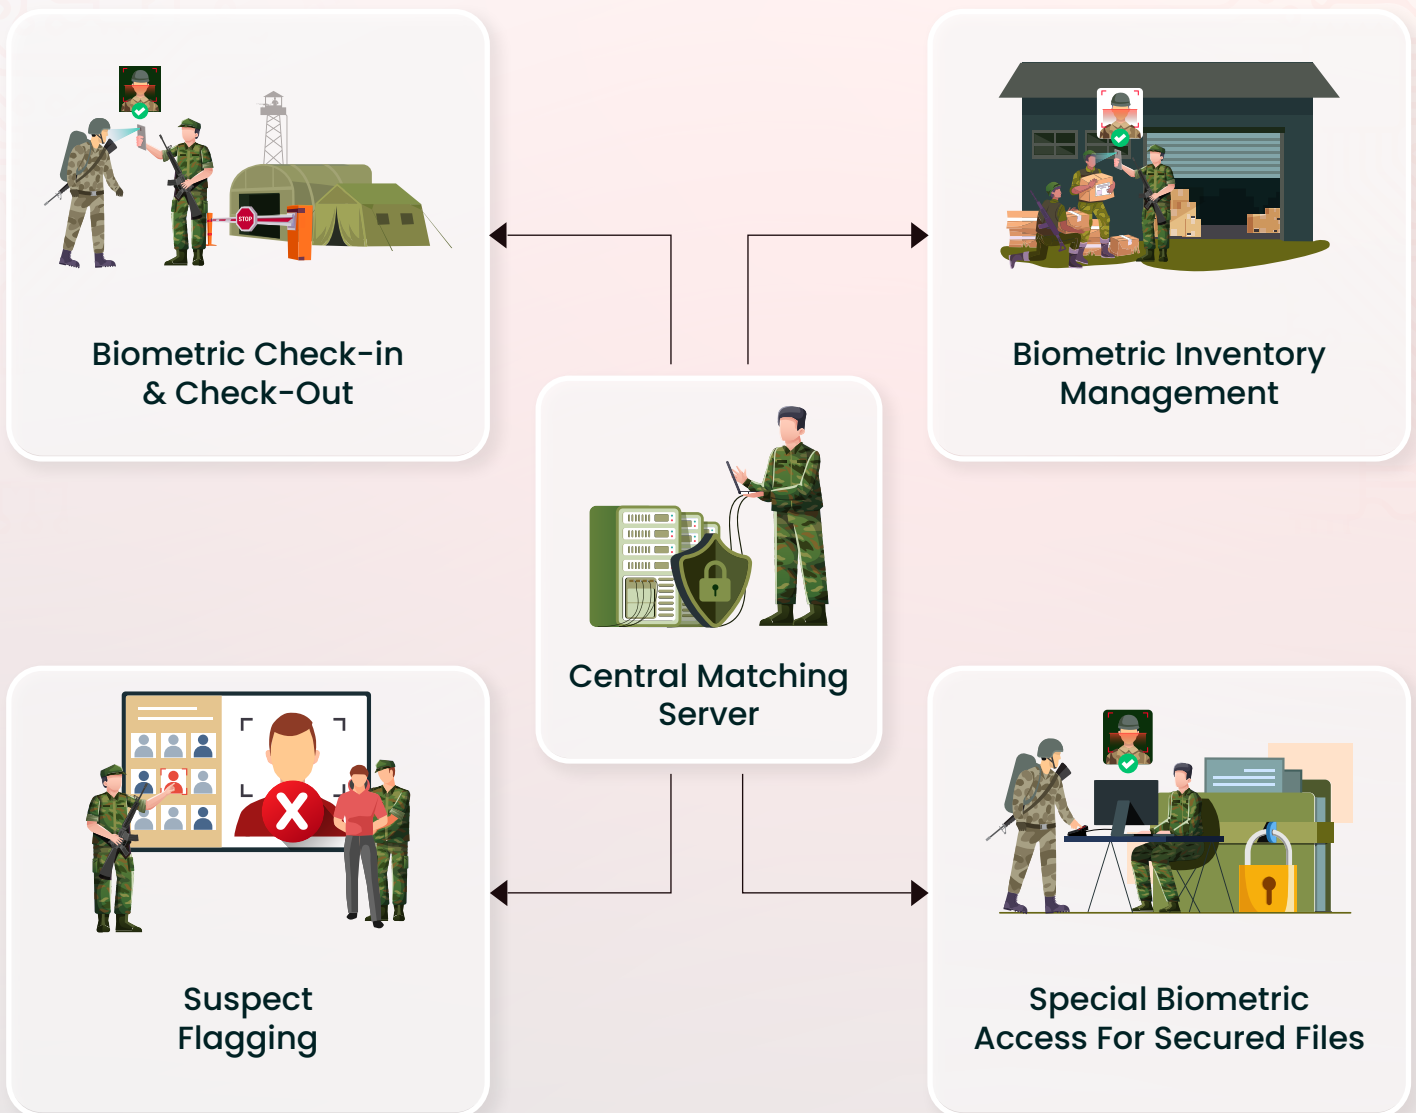 STOP
Biometric Check-in
& Check-Out
Biometric Inventory
Management
Central Matching
Server
Suspect
Flagging
Special Biometric
Access For Secured Files